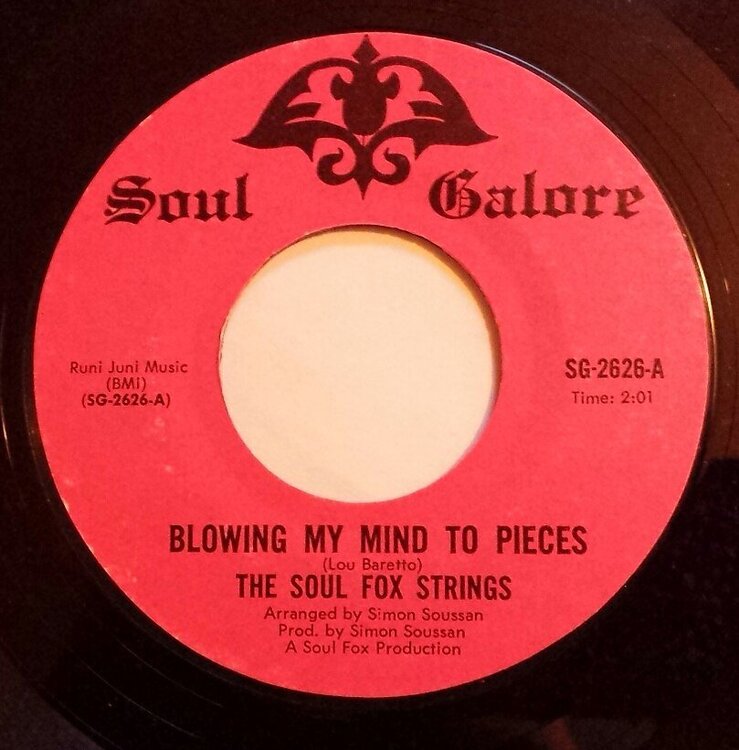 Soul Galore
Runi Juni Music
(BMI)
(SG-2626-A)
SG-2626-A
Time: 2:01
BLOWING MY MIND TO PIECES
(Lou Baretto)
THE SOUL FOX STRINGS
Arranged by Simon Soussan
Prod. by Simon Soussan
A Soul Fox Production